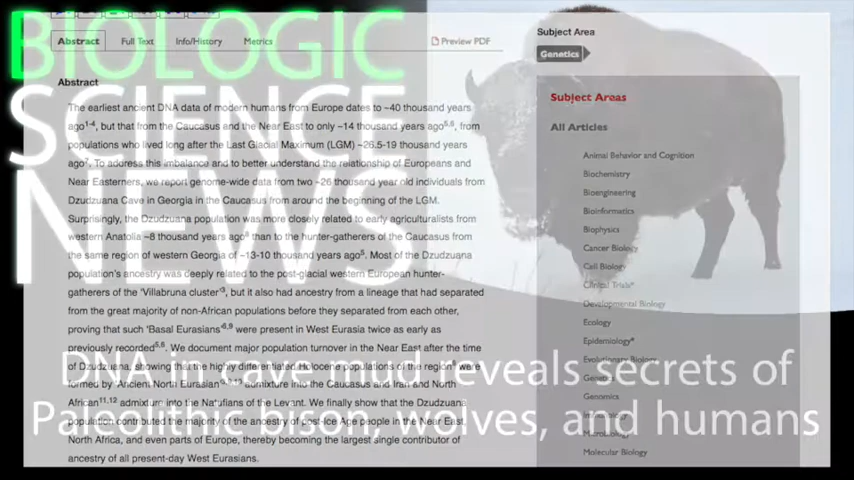 BIOLOGIC
SCIENCE
NEWS
DNA in cave mud reveals secrets of
Paleolithic bison, wolves, and humans
Abstract Full Text Info/History Metrics Preview PDF
Abstract
The earliest ancient DNA data of modern humans from Europe dates to ~40 thousand years
ago1-4, but that from the Caucasus and the Near East to only ~14 thousand years ago5,6, from
populations who lived long after the Last Glacial Maximum (LGM) ~26.5-19 thousand years
ago7. To address this imbalance and to better understand the relationship of Europeans and
Near Easterners, we report genome-wide data from two ~26 thousand year old individuals from
Dzudzuana Cave in Georgia in the Caucasus from around the beginning of the LGM.
Surprisingly, the Dzudzuana population was more closely related to early agriculturalists from
western Anatolia ~8 thousand years ago8 than to the hunter-gatherers of the Caucasus from
the same region of western Georgia of ~13-10 thousand years ago5. Most of the Dzudzuana
population's ancestry was deeply related to the post-glacial western European hunter-
gatherers of the 'Villabruna cluster'3, but it also had ancestry from a lineage that had separated
from the great majority of non-African populations before they separated from each other,
proving that such 'Basal Eurasians'6,9 were present in West Eurasia twice as early as
previously recorded5,6. We document major population turnover in the Near East after the time
of Dzudzuana, showing that the highly differentiated Holocene populations of the region6 were
formed by 'Ancient North Eurasian' admixture into the Caucasus and Iran and North
African11,12 admixture into the Natufians of the Levant. We finally show that the Dzudzuana
population contributed the majority of the ancestry of post-Ice Age people in the Near East,
North Africa, and even parts of Europe, thereby becoming the largest single contributor of
ancestry of all present-day West Eurasians.
Subject Area
Genetics
Subject Areas
All Articles
Animal Behavior and Cognition
Biochemistry
Bioengineering
Bioinformatics
Biophysics
Cancer Biology
Cell Biology
Clinical Trials*
Developmental Biology
Ecology
Epidemiology*
Evolutionary Biology
Genetics
Genomics
Immunology
Microbiology
Molecular Biology